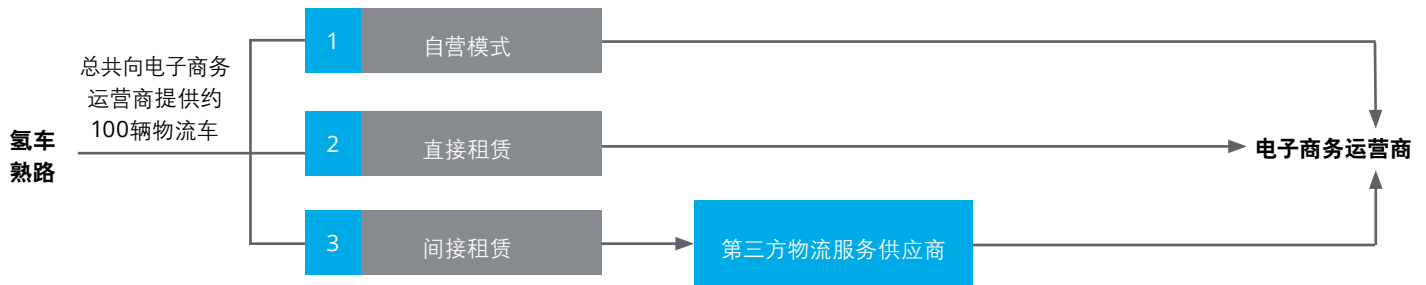 氢车
熟路
总共向电子商务
运营商提供约
100辆物流车
1
自营模式
2
直接租赁
3
间接租赁
第三方物流服务供应商
电子商务运营商